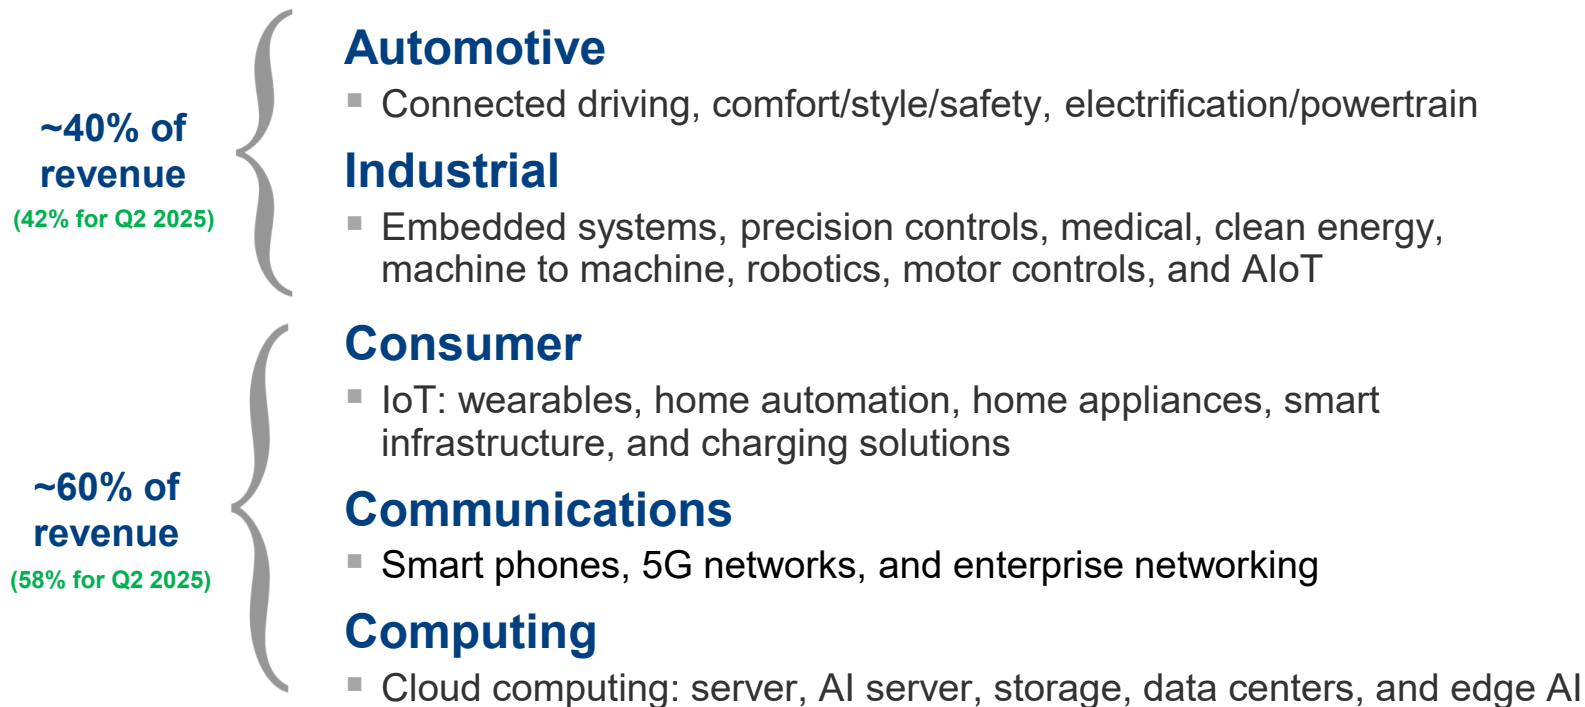 ~40% of
revenue
(42% for Q2 2025)
Automotive
▪ Connected driving, comfort/style/safety, electrification/powertrain
Industrial
▪ Embedded systems, precision controls, medical, clean energy,
machine to machine, robotics, motor controls, and AIoT
~60% of
revenue
(58% for Q2 2025)
Consumer
▪ IoT: wearables, home automation, home appliances, smart
infrastructure, and charging solutions
Communications
▪ Smart phones, 5G networks, and enterprise networking
Computing
▪ Cloud computing: server, AI server, storage, data centers, and edge AI